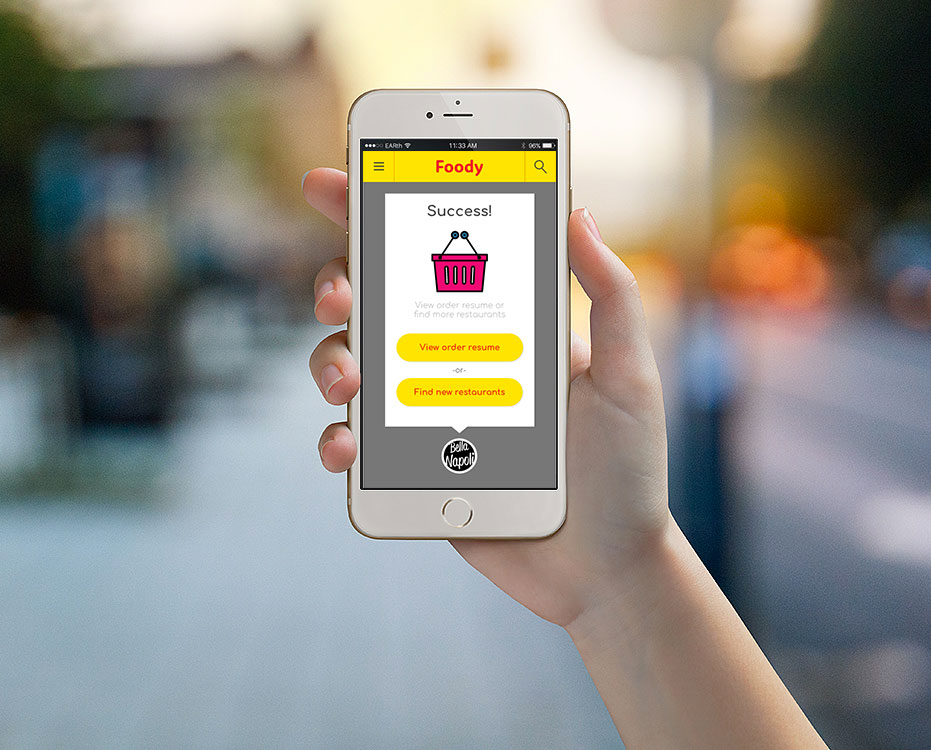 EARth 11:33 AM 96%
Foody
Success!
View order resume or
find more restaurants
View order resume
-or-
Find new restaurants
Bella
Napoli